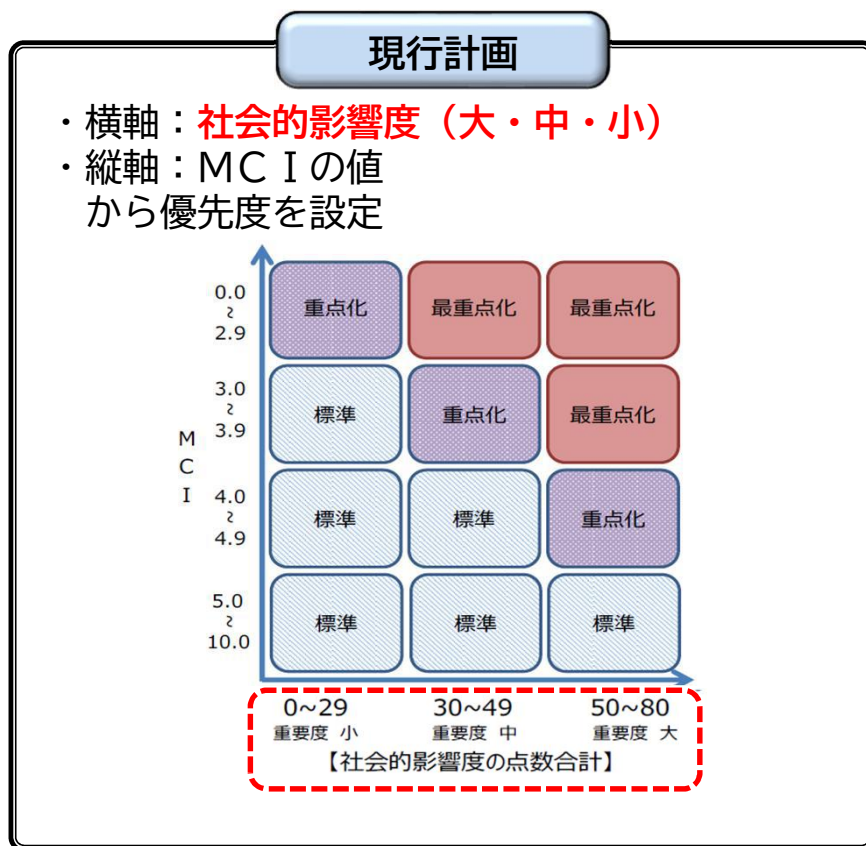 現行計画
・横軸：社会的影響度（大・中・小）
・縦軸：ＭＣＩの値
から優先度を設定
0.0
～
2.9
重点化
最重点化
最重点化
3.0
～
3.9
標準
重点化
最重点化
ＭＣＩ
4.0
～
4.9
標準
標準
重点化
5.0
～
10.0
標準
標準
標準
0~29
30~49
50~80
重要度 小
重要度 中
重要度 大
【社会的影響度の点数合計】